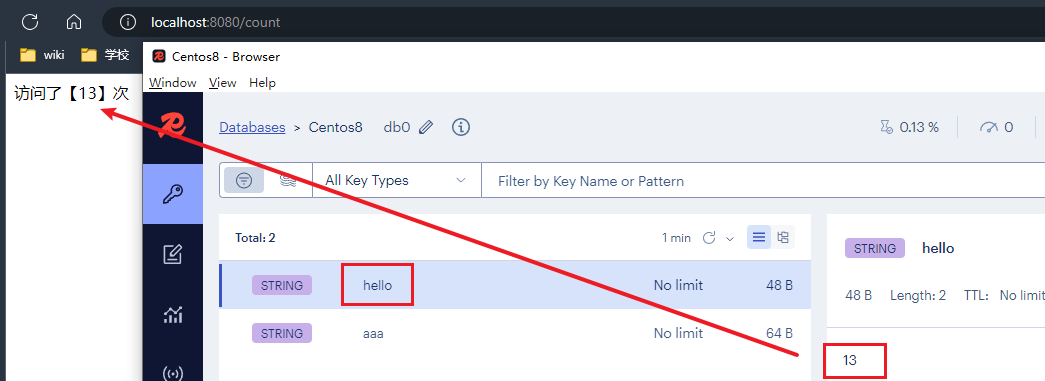 localhost:8080/count
wiki 学校
Centos8 - Browser
Window View Help
访问了【13】次
Databases > Centos8 db0 0.13 % 0
All Key Types Filter by Key Name or Pattern
Total: 2 1 min
STRING hello No limit 48 B
STRING aaa No limit 64 B
STRING hello
48 B Length: 2 TTL: No limit
13